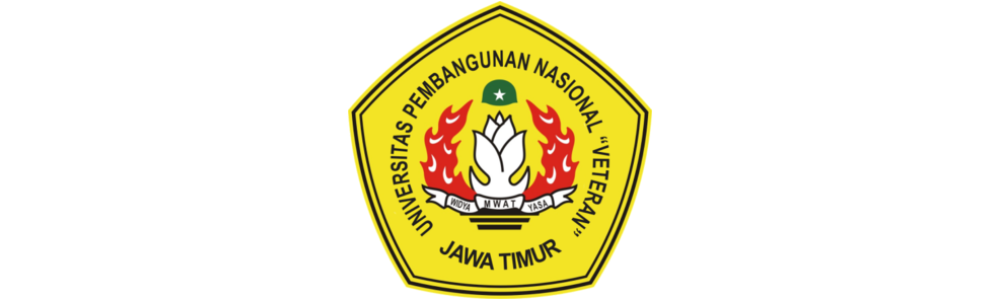 UNIVERSITAS PEMBANGUNAN NASIONAL "VETERAN"
WIDYA MWAT YASA
JAWA TIMUR